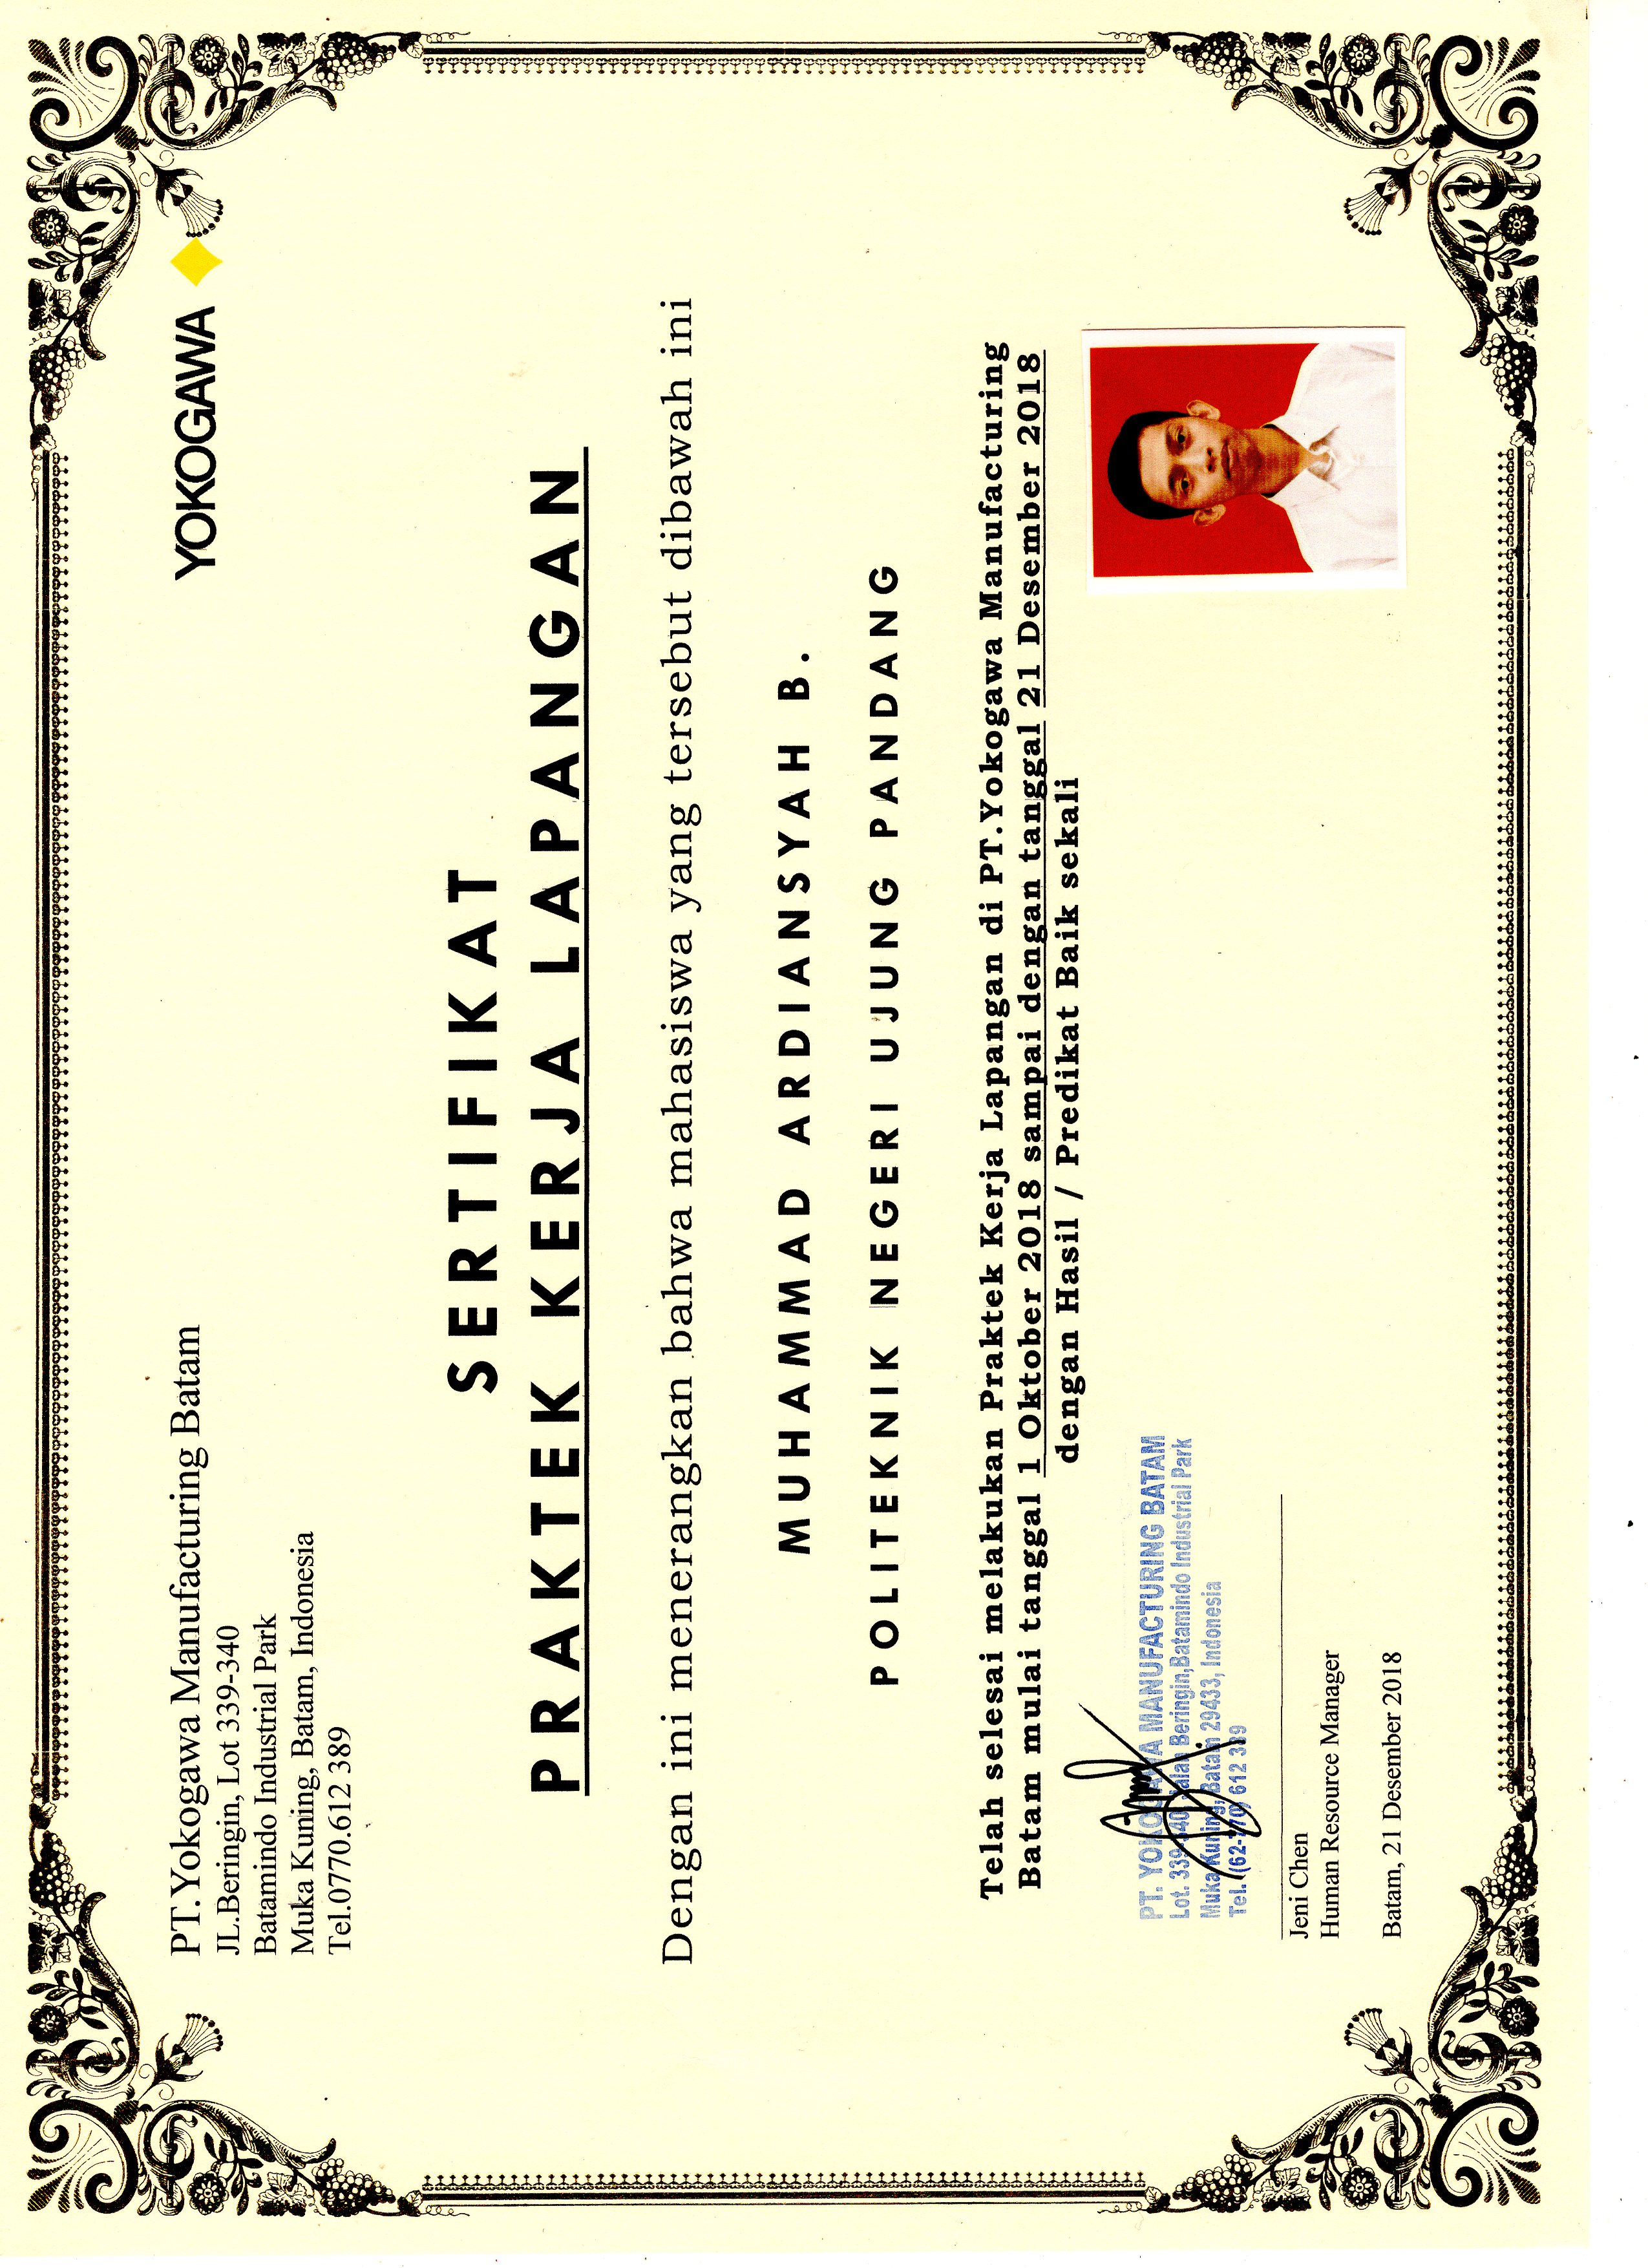 PT.Yokogawa Manufacturing Batam
JL.Beringin, Lot 339-340
Batamindo Industrial Park
Muka Kuning, Batam, Indonesia
Tel.0770.612 389
YOKOGAWA
SERTIFIKAT
PRAKTEK KERJA LAPANGAN
Dengan ini menerangkan bahwa mahasiswa yang tersebut dibawah ini
MUHAMMAD ARDIANSYAH B.
POLITEKNIK NEGERI UJUNG PANDANG
Telah selesai melakukan Praktek Kerja Lapangan di PT.Yokogawa Manufacturing
Batam mulai tanggal 1 Oktober 2018 sampai dengan tanggal 21 Desember 2018
dengan Hasil / Predikat Baik sekali
PT. YOKOGAWA MANUFACTURING BATAM
Lot. 339-340, Jalan Beringin,Batamindo Industrial Park
Muka Kuning, Batam 29433, Indonesia
Tel. (62-770) 612 389
Jeni Chen
Human Resource Manager
Batam, 21 Desember 2018